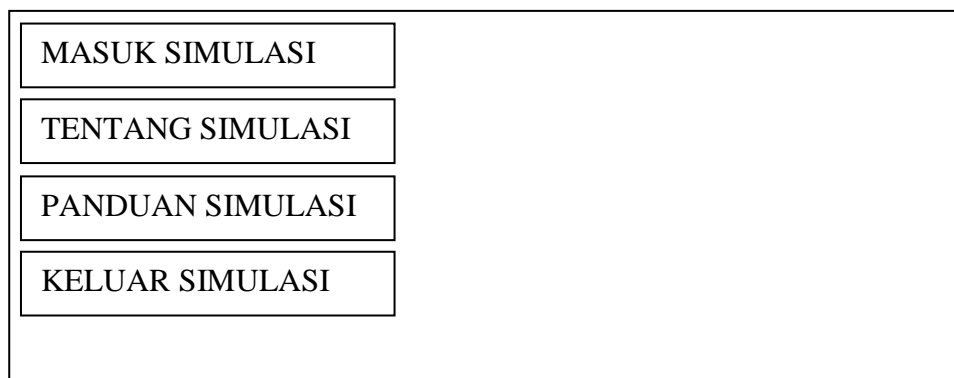 MASUK SIMULASI
TENTANG SIMULASI
PANDUAN SIMULASI
KELUAR SIMULASI